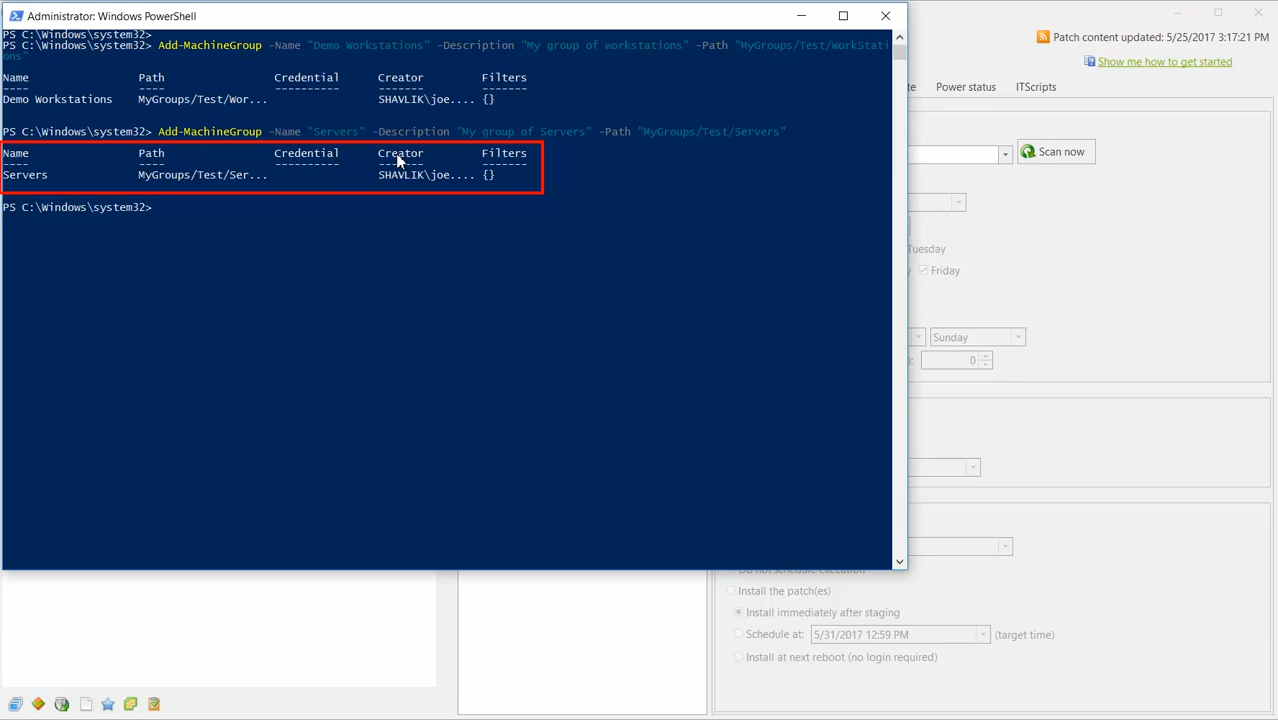 Administrator: Windows PowerShell
PS C:\Windows\system32>
PS C:\Windows\system32> Add-MachineGroup -Name "Demo Workstations" -Description "My group of workstations" -Path "MyGroups/Test/WorkStati
ons"
Name Path Credential Creator Filters
---- ---- ---------- ------- -------
Demo Workstations MyGroups/Test/Wor... SHAVLIK\joe.... {}
PS C:\Windows\system32> Add-MachineGroup -Name "Servers" -Description "My group of Servers" -Path "MyGroups/Test/Servers"
Name Path Credential Creator Filters
---- ---- ---------- ------- -------
Servers MyGroups/Test/Ser... SHAVLIK\joe.... {}
PS C:\Windows\system32>
Patch content updated: 5/25/2017 3:17:21 PM
Show me how to get started
te Power status ITScripts
Scan now
Tuesday
Friday
Sunday
): 0
Do not schedule execution
Install the patch(es)
Install immediately after staging
Schedule at: 5/31/2017 12:59 PM (target time)
Install at next reboot (no login required)